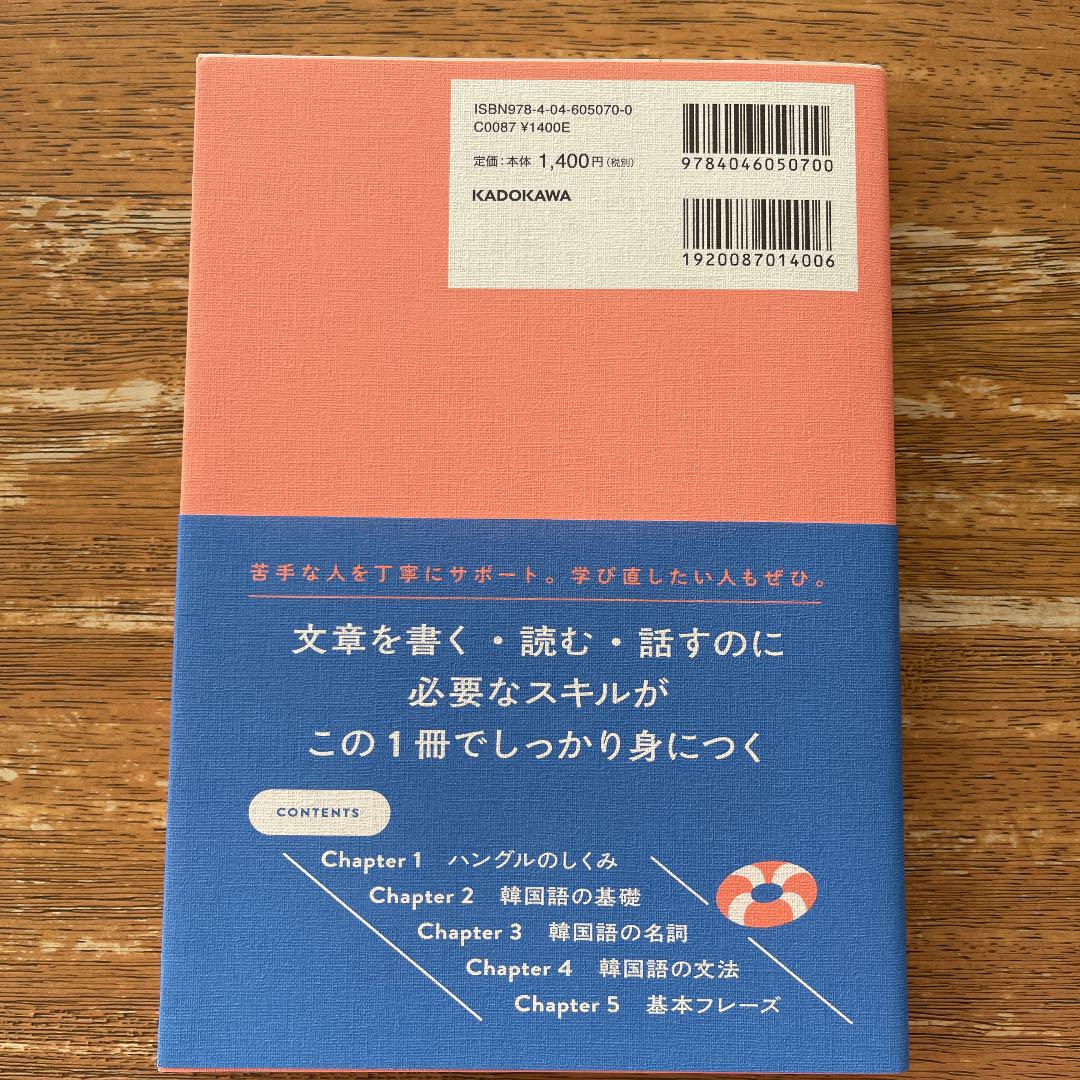 ISBN978-4-04-605070-0
C0087 ¥1400E
定価:本体 1,400円(税別)
KADOKAWA
9784046050700
1920087014006
苦手な人を丁寧にサポート。学び直したい人もぜひ。
文章を書く・読む・話すのに
必要なスキルが
この1冊でしっかり身につく
CONTENTS
Chapter 1 ハングルのしくみ
Chapter 2 韓国語の基礎
Chapter 3 韓国語の名詞
Chapter 4 韓国語の文法
Chapter 5 基本フレーズ